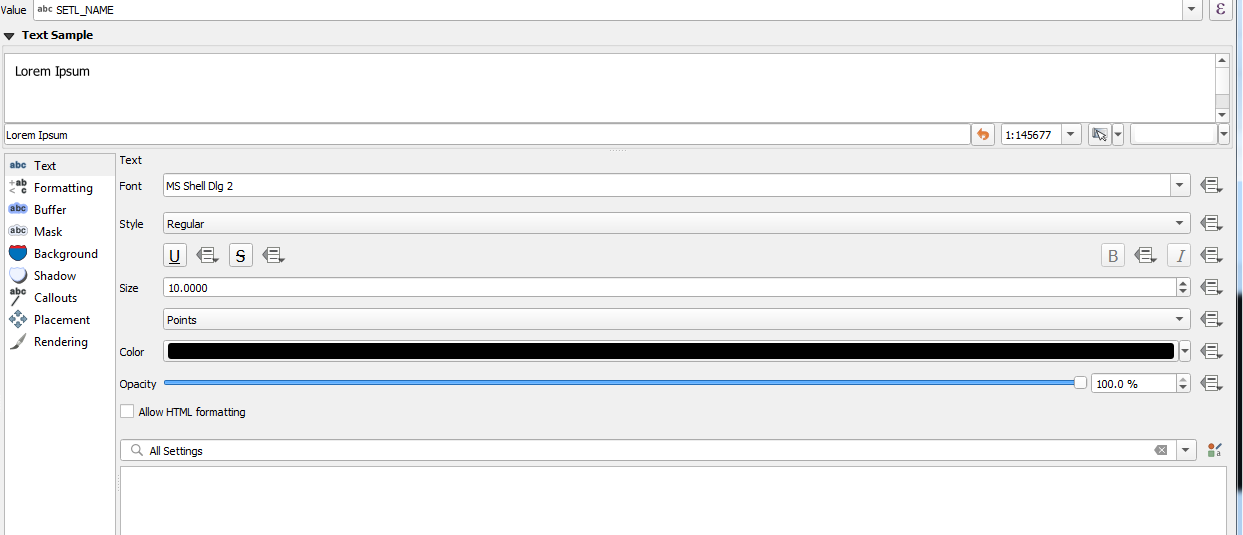 Value abc SETL_NAME ε
Text Sample
Lorem Ipsum
Lorem Ipsum 1:145677
abc Text
+ab < c Formatting
abc Buffer
abc Mask
Background
Shadow
abc Callouts
Placement
Rendering
Text
Font MS Shell Dlg 2
Style Regular
U S B I
Size 10.0000
Points
Color
Opacity 100.0 %
Allow HTML formatting
All Settings a